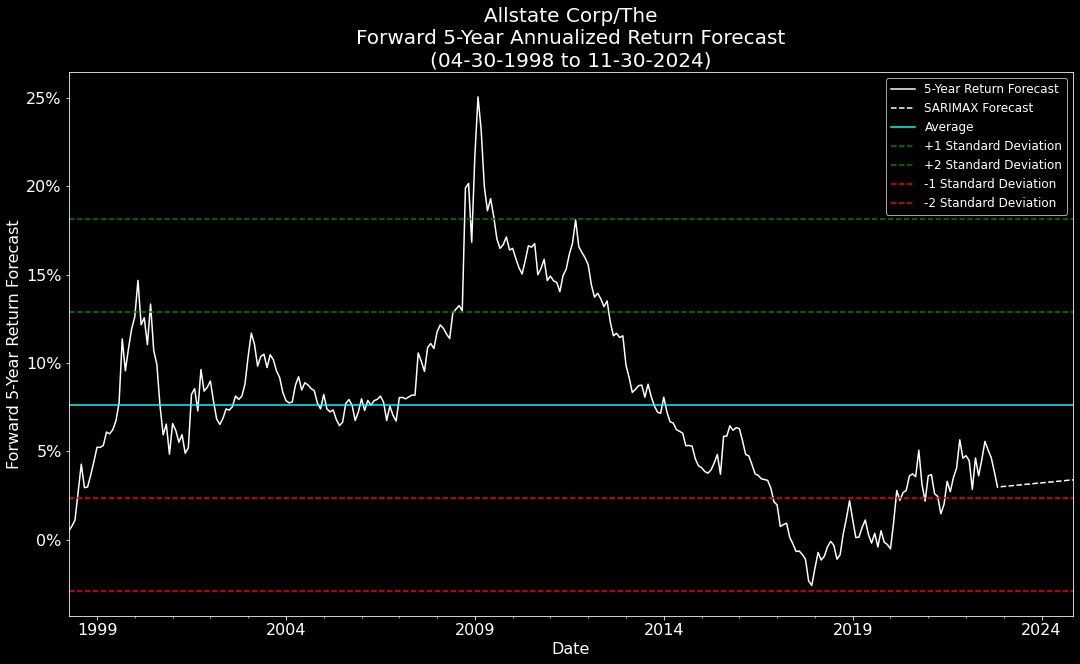 Allstate Corp/The
Forward 5-Year Annualized Return Forecast
(04-30-1998 to 11-30-2024)
5-Year Return Forecast
SARIMAX Forecast
Average
+1 Standard Deviation
+2 Standard Deviation
-1 Standard Deviation
-2 Standard Deviation
25%
20%
15%
10%
5%
0%
Forward 5-Year Return Forecast
1999
2004
2009
2014
2019
2024
Date